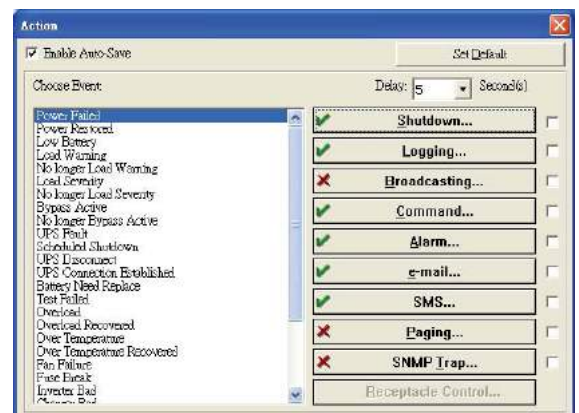 Action
Enable Auto-Save
Set Default
Choose Event:
Delay: 5 Second(s)
Power Failed
Power Restored
Low Battery
Load Warning
No longer Load Warning
Load Severity
No longer Load Severity
Bypass Active
No longer Bypass Active
UPS Fault
Scheduled Shutdown
UPS Disconnect
UPS Connection Established
Battery Need Replace
Test Failed
Overload
Overload Recovered
Over Temperature
Over Temperature Recovered
Fan Failure
Fuse Break
Inverter Bad
Charger Bad
Shutdown...
Logging...
Broadcasting...
Command...
Alarm...
e-mail...
SMS...
Paging...
SNMP Trap...
Receptacle Control...